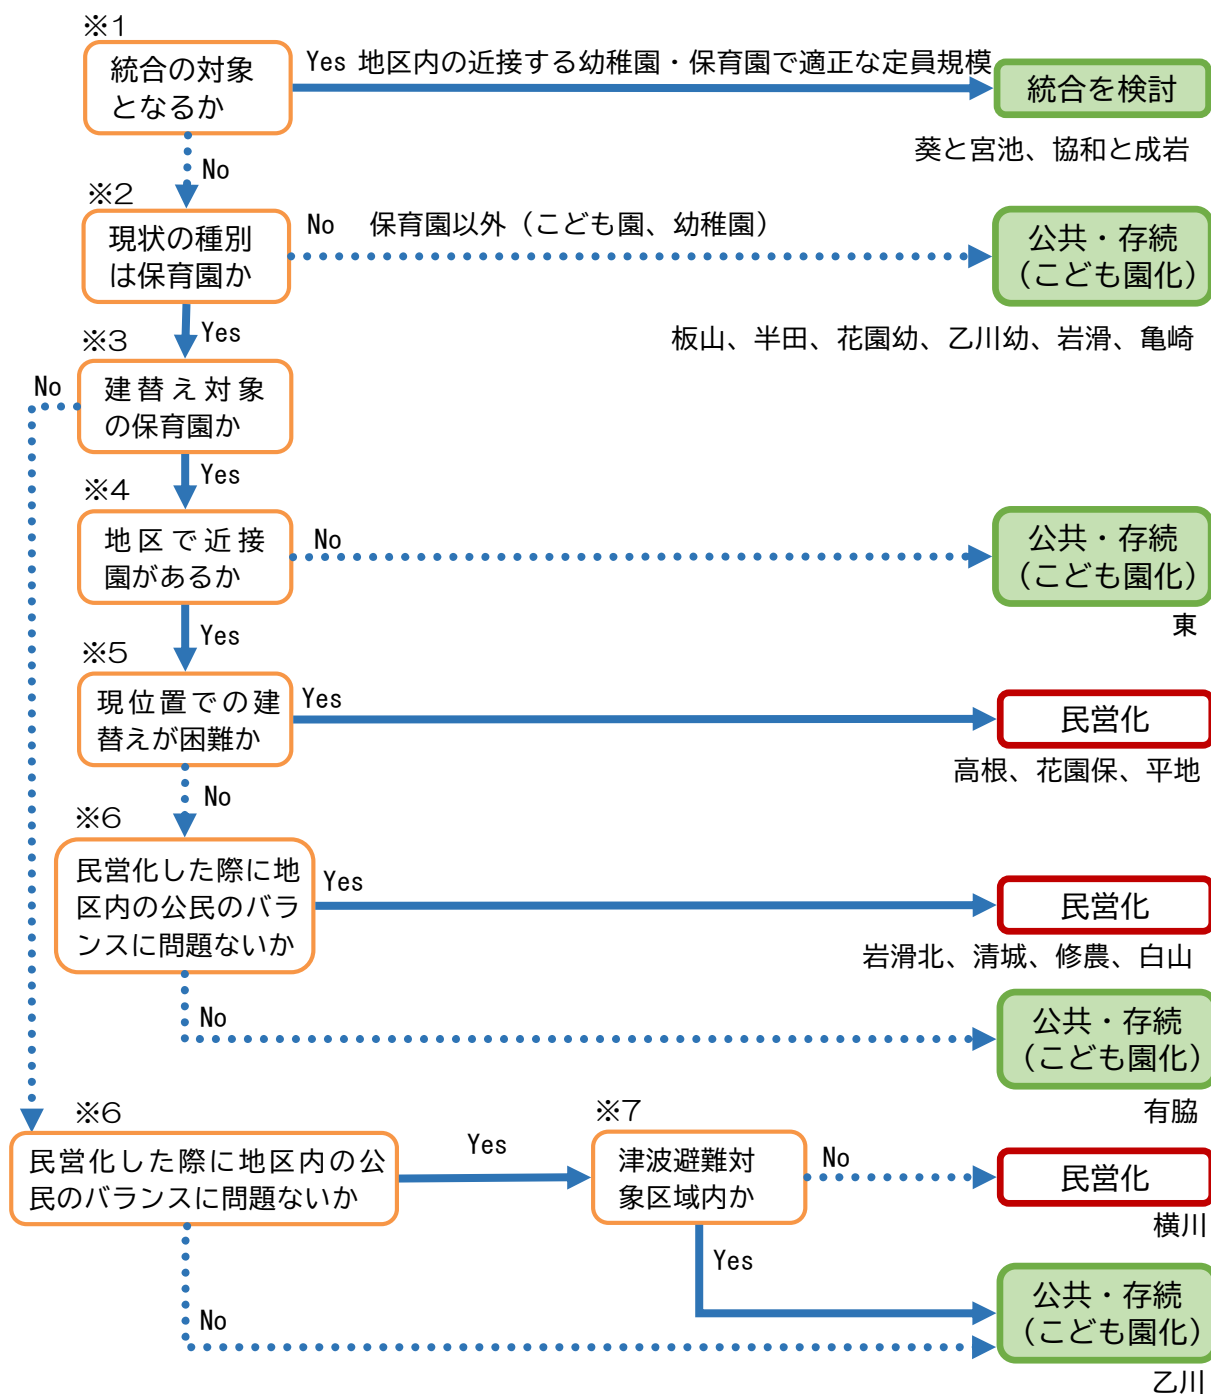 ※1
統合の対象
となるか
Yes 地区内の近接する幼稚園・保育園で適正な定員規模
統合を検討
葵と宮池、協和と成岩
No
※2
現状の種別
は保育園か
No 保育園以外（こども園、幼稚園）
公共・存続
（こども園化）
板山、半田、花園幼、乙川幼、岩滑、亀崎
Yes
※3
建替え対象
の保育園か
No
Yes
※4
地区で近接
園があるか
No
公共・存続
（こども園化）
東
Yes
※5
現位置での建
替えが困難か
Yes
民営化
高根、花園保、平地
No
※6
民営化した際に地
区内の公民のバラ
ンスに問題ないか
Yes
民営化
岩滑北、清城、修農、白山
No
公共・存続
（こども園化）
有脇
※6
民営化した際に地区内の公
民のバランスに問題ないか
Yes
※7
津波避難対
象区域内か
No
民営化
横川
Yes
No
公共・存続
（こども園化）
乙川